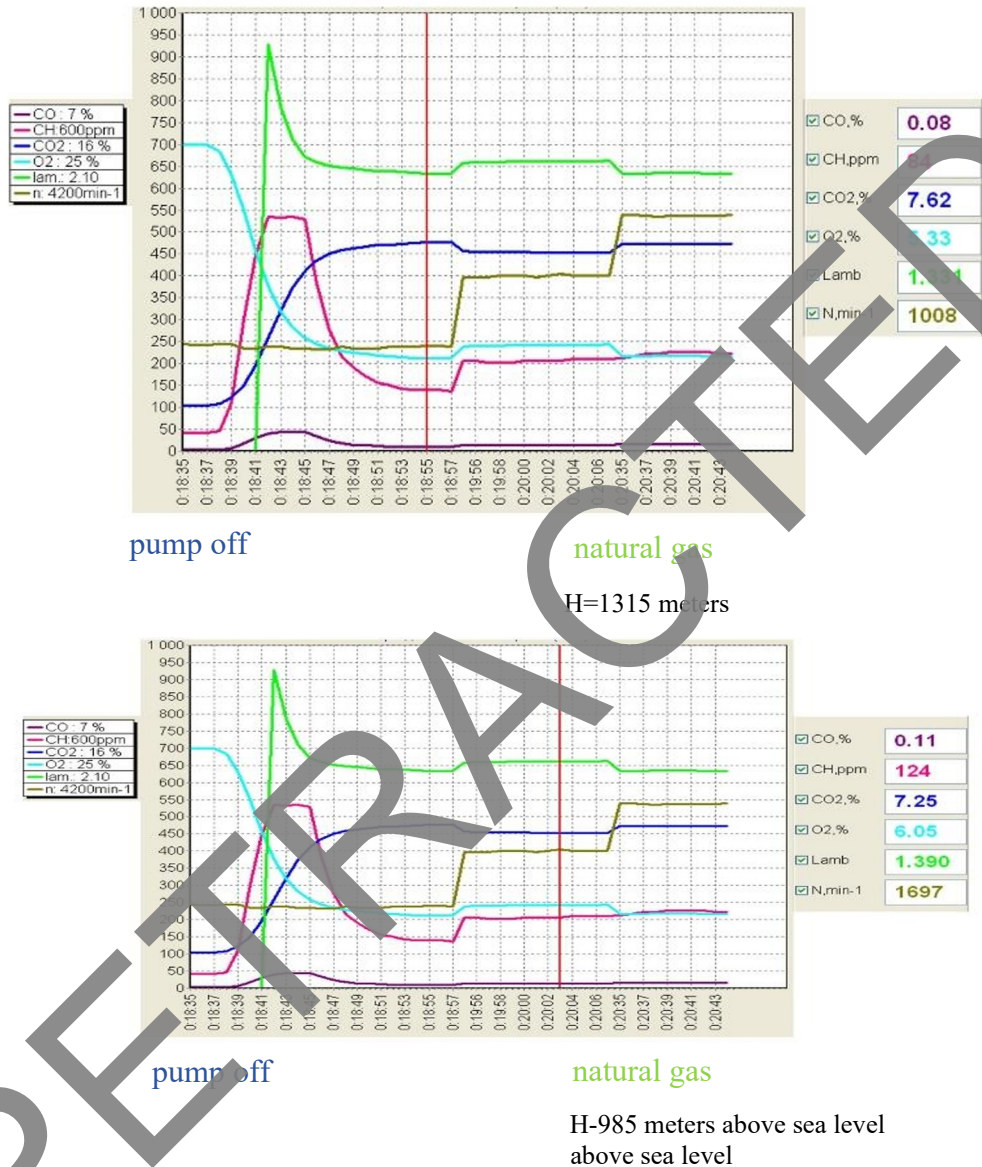 1 000
950
900
850
800
750
700
650
600
550
500
450
400
350
300
250
200
150
100
50
0
CO : 7 %
CH:600ppm
CO2 : 16 %
O2 : 25 %
lam.: 2.10
n: 4200min-1
CO,% 0.08
CH,ppm 84
CO2,% 7.62
O2,% 5.33
Lamb
N,min-1 1008
0:18:35 0:18:37 0:18:39 0:18:41 0:18:43 0:18:45 0:18:47 0:18:49 0:18:51 0:18:53 0:18:55 0:18:57 0:19:56 0:19:58 0:20:00 0:20:02 0:20:04 0:20:06 0:20:35 0:20:37 0:20:39 0:20:41 0:20:43
pump off natural gas
H=1315 meters
1 000
950
900
850
800
750
700
650
600
550
500
450
400
350
300
250
200
150
100
50
0
CO : 7 %
CH:600ppm
CO2 : 16 %
O2 : 25 %
lam.: 2.10
n: 4200min-1
CO,% 0.11
CH,ppm 124
CO2,% 7.25
O2,% 6.05
Lamb 1.390
N,min-1 1697
0:18:35 0:18:37 0:18:39 0:18:41 0:18:43 0:18:45 0:18:47 0:18:49 0:18:51 0:18:53 0:18:55 0:18:57 0:19:56 0:19:58 0:20:00 0:20:02 0:20:04 0:20:06 0:20:35 0:20:37 0:20:39 0:20:41 0:20:43
pump off natural gas
H-985 meters above sea level
above sea level
RETRACTED